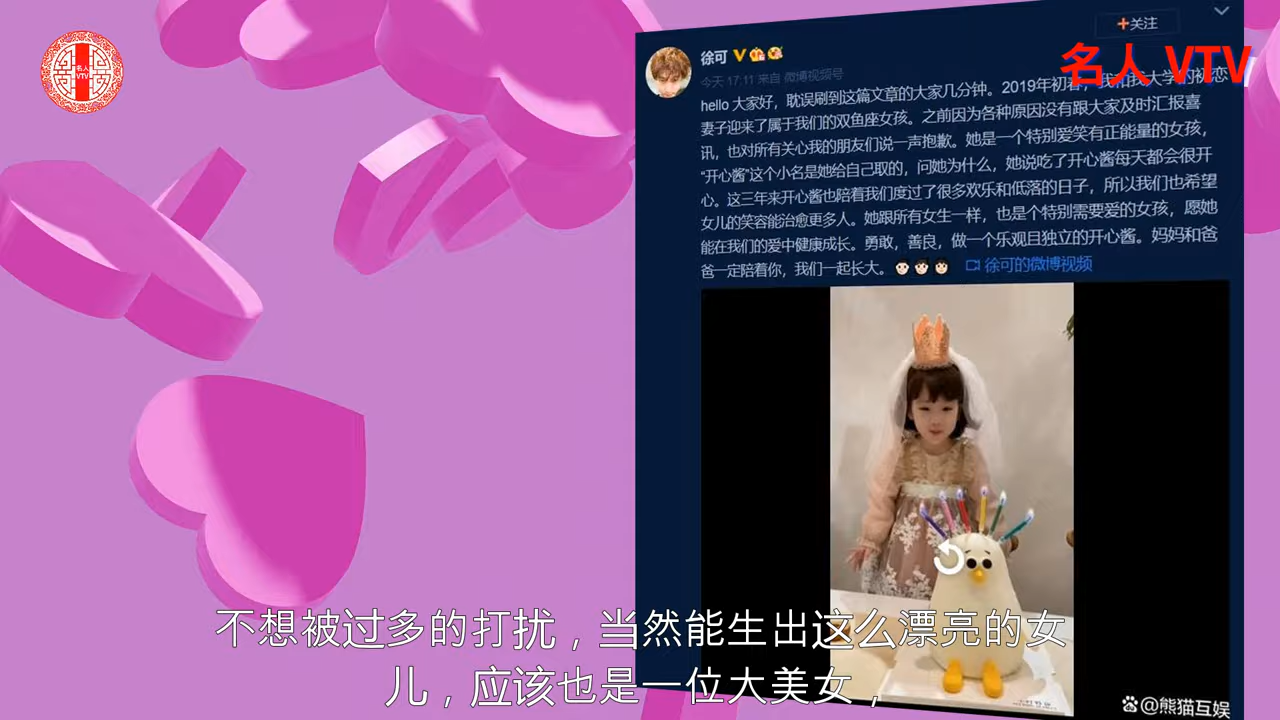 名人
VTV
+关注
名人 VTV
徐可
今天 17:11 来自 微博视频号
hello 大家好，耽误刷到这篇文章的大家几分钟。2019年初春，我和我大学的初恋
妻子迎来了属于我们的双鱼座女孩。之前因为各种原因没有跟大家及时汇报喜
讯，也对所有关心我的朋友们说一声抱歉。她是一个特别爱笑有正能量的女孩，
“开心酱”这个小名是她给自己取的，问她为什么，她说吃了开心酱每天都会很开
心。这三年来开心酱也陪着我们度过了很多欢乐和低落的日子，所以我们也希望
女儿的笑容能治愈更多人。她跟所有女生一样，也是个特别需要爱的女孩，愿她
能在我们的爱中健康成长。勇敢，善良，做一个乐观且独立的开心酱。妈妈和爸
爸一定陪着你，我们一起长大。 徐可的微博视频
不想被过多的打扰，当然能生出这么漂亮的女
儿，应该也是一位大美女，
@熊猫互娱